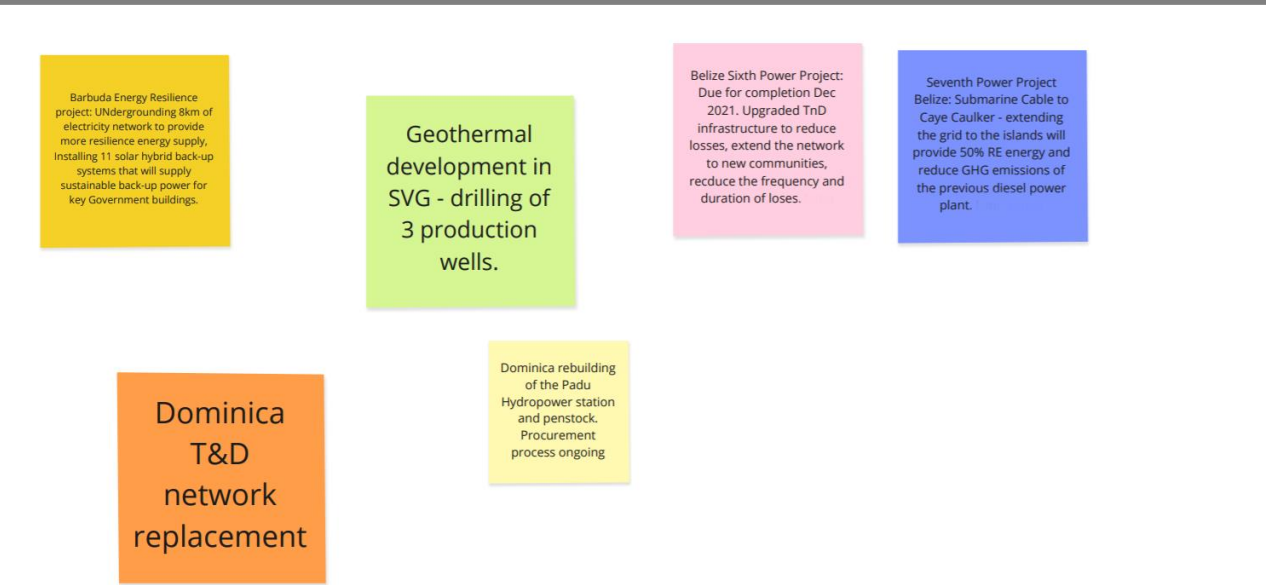 Barbuda Energy Resilience
project: UNdergrounding 8km of
electricity network to provide
more resilience energy supply,
Installing 11 solar hybrid back-up
systems that will supply
sustainable back-up power for
key Government buildings.
Geothermal
development in
SVG - drilling of
3 production
wells.
Belize Sixth Power Project:
Due for completion Dec
2021. Upgraded TnD
infrastructure to reduce
losses, extend the network
to new communities,
recduce the frequency and
duration of loses.
Seventh Power Project
Belize: Submarine Cable to
Caye Caulker - extending
the grid to the islands will
provide 50% RE energy and
reduce GHG emissions of
the previous diesel power
plant.
Dominica
T&D
network
replacement
Dominica rebuilding
of the Padu
Hydropower station
and penstock.
Procurement
process ongoing